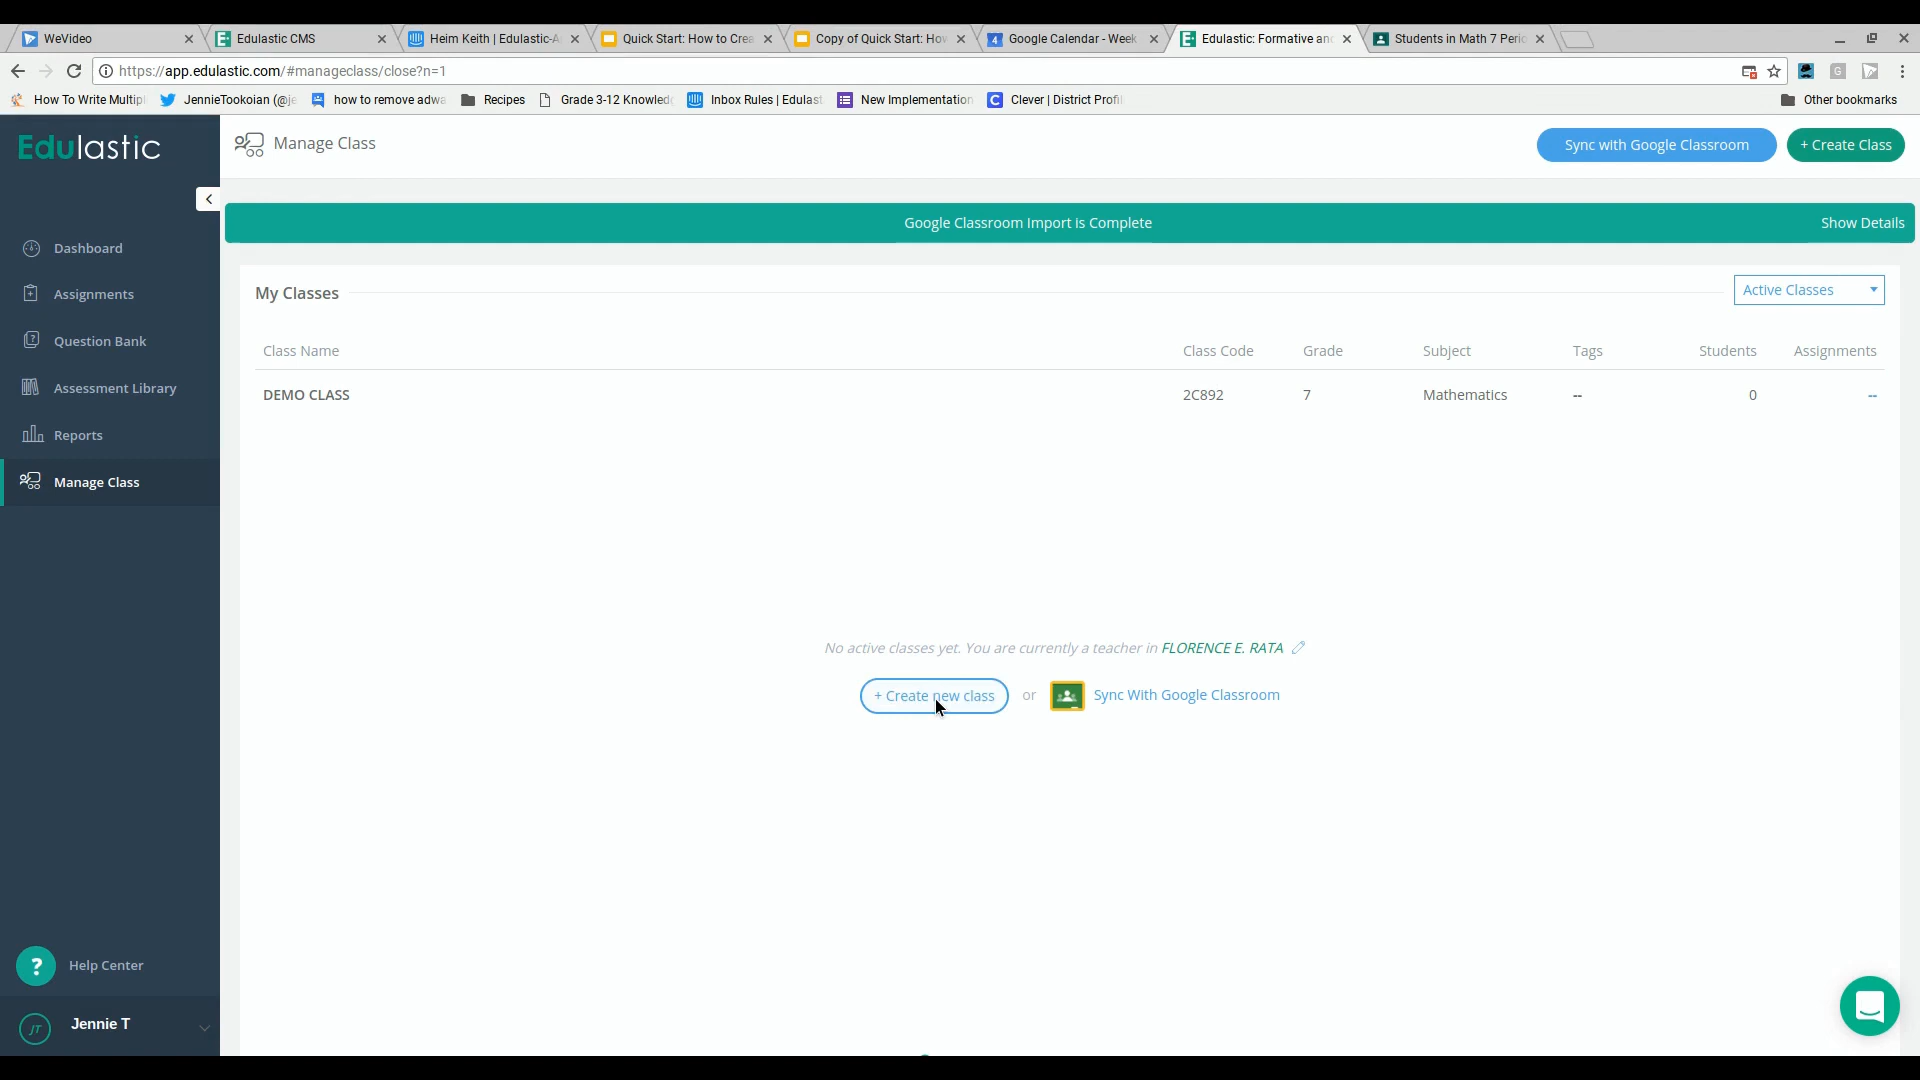 WeVideo
Edulastic CMS
Heim Keith | Edulastic-A
Quick Start: How to Crea
Copy of Quick Start: How
4 Google Calendar - Week
Edulastic: Formative an
Students in Math 7 Perio
https://app.edulastic.com/#manageclass/close?n=1
How To Write Multipl
JennieTookoian (@je
how to remove adwa
Recipes
Grade 3-12 Knowledg
Inbox Rules | Edulast
New Implementation
Clever | District Profil
Other bookmarks
Edulastic
Manage Class
Sync with Google Classroom
+ Create Class
Google Classroom Import is Complete
Show Details
Dashboard
Assignments
Question Bank
Assessment Library
Reports
Manage Class
My Classes
Active Classes
Class Name Class Code Grade Subject Tags Students Assignments
DEMO CLASS 2C892 7 Mathematics -- 0 --
No active classes yet. You are currently a teacher in FLORENCE E. RATA
+ Create new class or Sync With Google Classroom
? Help Center
JT Jennie T